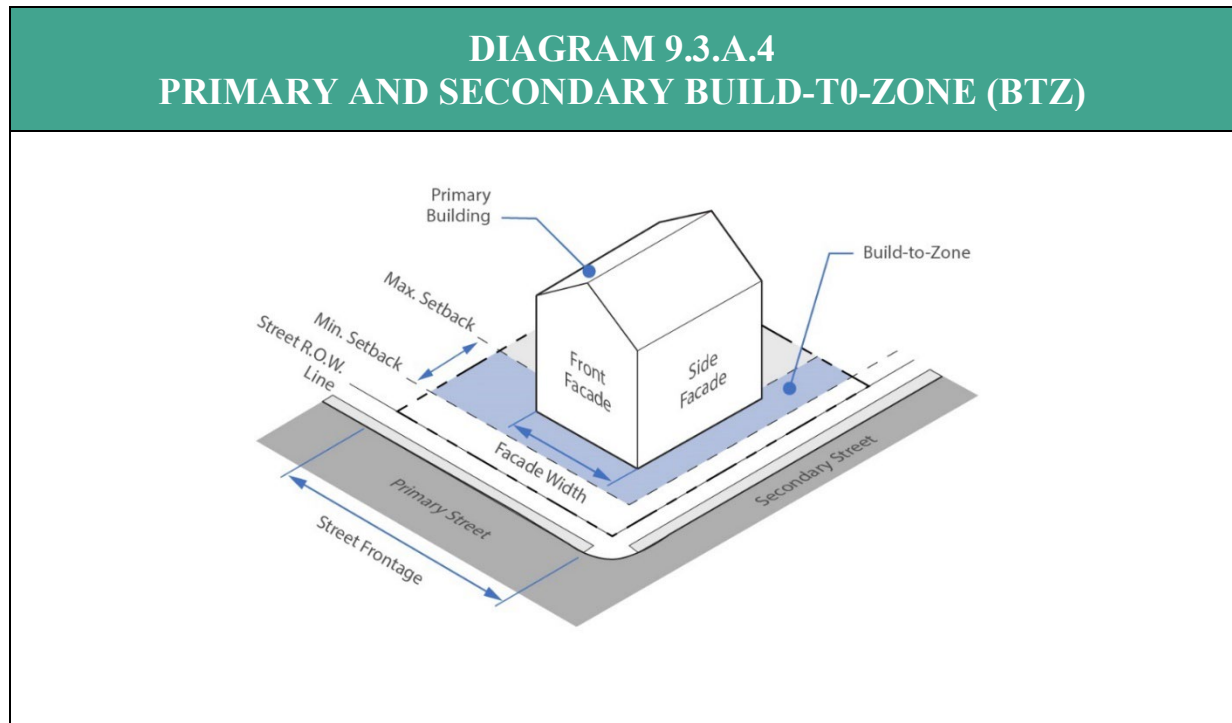 DIAGRAM 9.3.A.4
PRIMARY AND SECONDARY BUILD-T0-ZONE (BTZ)
Primary
Building
Build-to-Zone
Max. Setback
Min. Setback
Street R.O.W.
Line
Front
Facade
Side
Facade
Facade Width
Primary Street
Secondary Street
Street Frontage